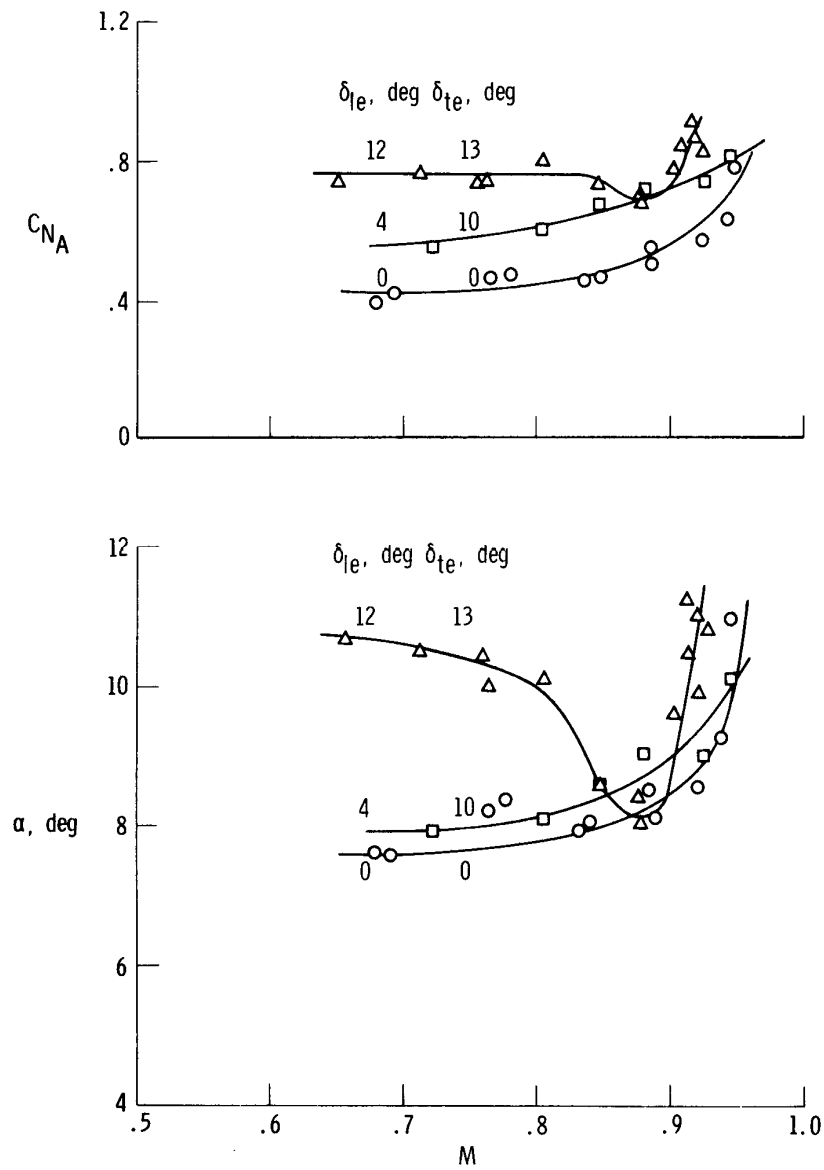 1.2
δle, deg δte, deg
12 13
.8
CNA
4 10
0 0
.4
0
12
δle, deg δte, deg
12 13
10
4 10
8
α, deg
0 0
6
4
.5 .6 .7 .8 .9 1.0
M